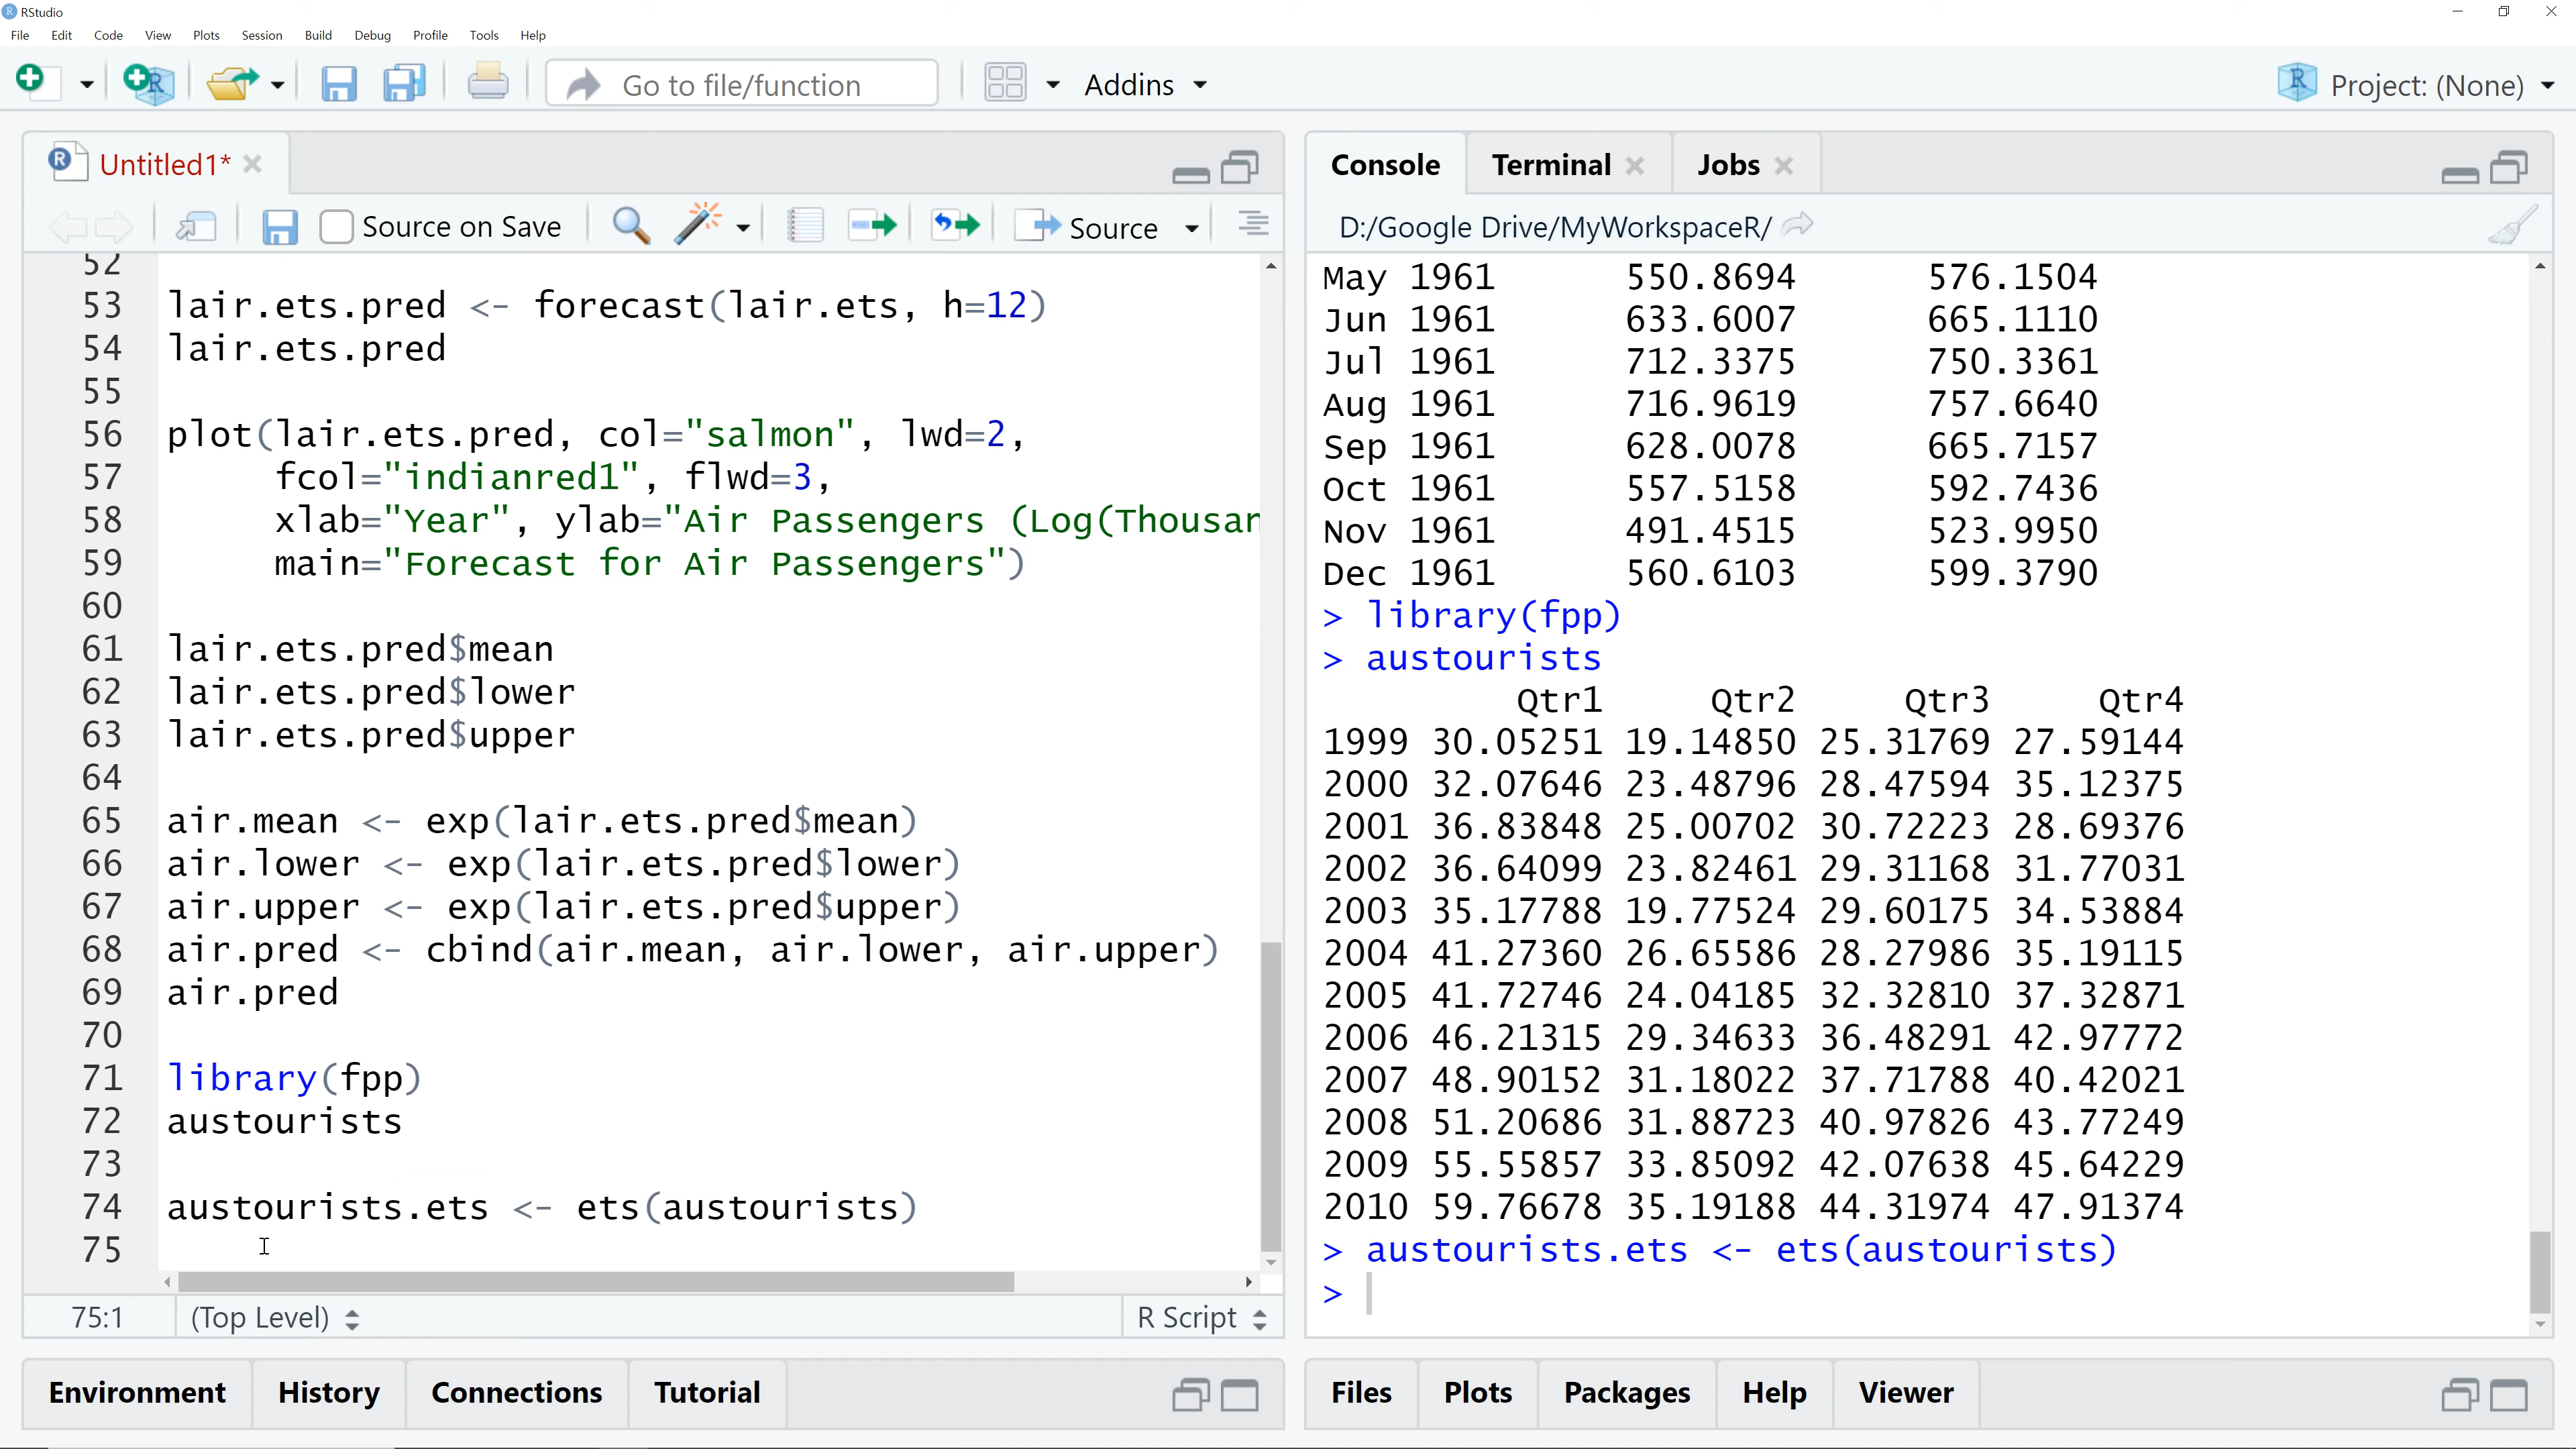 RStudio
File Edit Code View Plots Session Build Debug Profile Tools Help
Go to file/function Addins Project: (None)
Untitled1*
Source on Save Source
52
53 lair.ets.pred <- forecast(lair.ets, h=12)
54 lair.ets.pred
55
56 plot(lair.ets.pred, col="salmon", lwd=2,
57 fcol="indianred1", flwd=3,
58 xlab="Year", ylab="Air Passengers (Log(Thousan
59 main="Forecast for Air Passengers")
60
61 lair.ets.pred$mean
62 lair.ets.pred$lower
63 lair.ets.pred$upper
64
65 air.mean <- exp(lair.ets.pred$mean)
66 air.lower <- exp(lair.ets.pred$lower)
67 air.upper <- exp(lair.ets.pred$upper)
68 air.pred <- cbind(air.mean, air.lower, air.upper)
69 air.pred
70
71 library(fpp)
72 austourists
73
74 austourists.ets <- ets(austourists)
75
75:1 (Top Level) R Script
Environment History Connections Tutorial
Console Terminal Jobs
D:/Google Drive/MyWorkspaceR/
May 1961 550.8694 576.1504
Jun 1961 633.6007 665.1110
Jul 1961 712.3375 750.3361
Aug 1961 716.9619 757.6640
Sep 1961 628.0078 665.7157
Oct 1961 557.5158 592.7436
Nov 1961 491.4515 523.9950
Dec 1961 560.6103 599.3790
> library(fpp)
> austourists
Qtr1 Qtr2 Qtr3 Qtr4
1999 30.05251 19.14850 25.31769 27.59144
2000 32.07646 23.48796 28.47594 35.12375
2001 36.83848 25.00702 30.72223 28.69376
2002 36.64099 23.82461 29.31168 31.77031
2003 35.17788 19.77524 29.60175 34.53884
2004 41.27360 26.65586 28.27986 35.19115
2005 41.72746 24.04185 32.32810 37.32871
2006 46.21315 29.34633 36.48291 42.97772
2007 48.90152 31.18022 37.71788 40.42021
2008 51.20686 31.88723 40.97826 43.77249
2009 55.55857 33.85092 42.07638 45.64229
2010 59.76678 35.19188 44.31974 47.91374
> austourists.ets <- ets(austourists)
>
Files Plots Packages Help Viewer